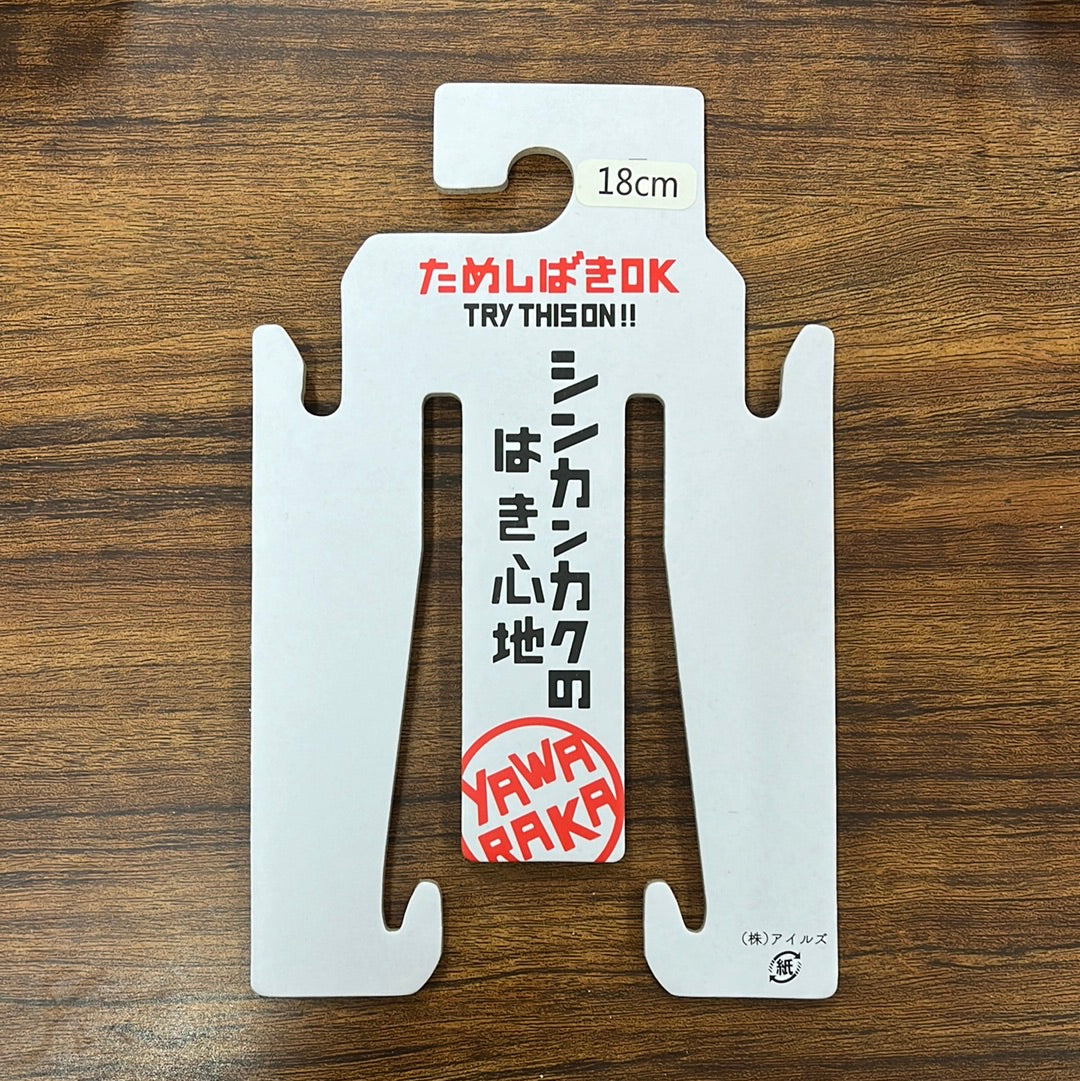 18cm
ためしばきOK
TRY THIS ON!!
シンカンカクの
はき心地
YAWA
RAKA
(株)アイルズ
紙